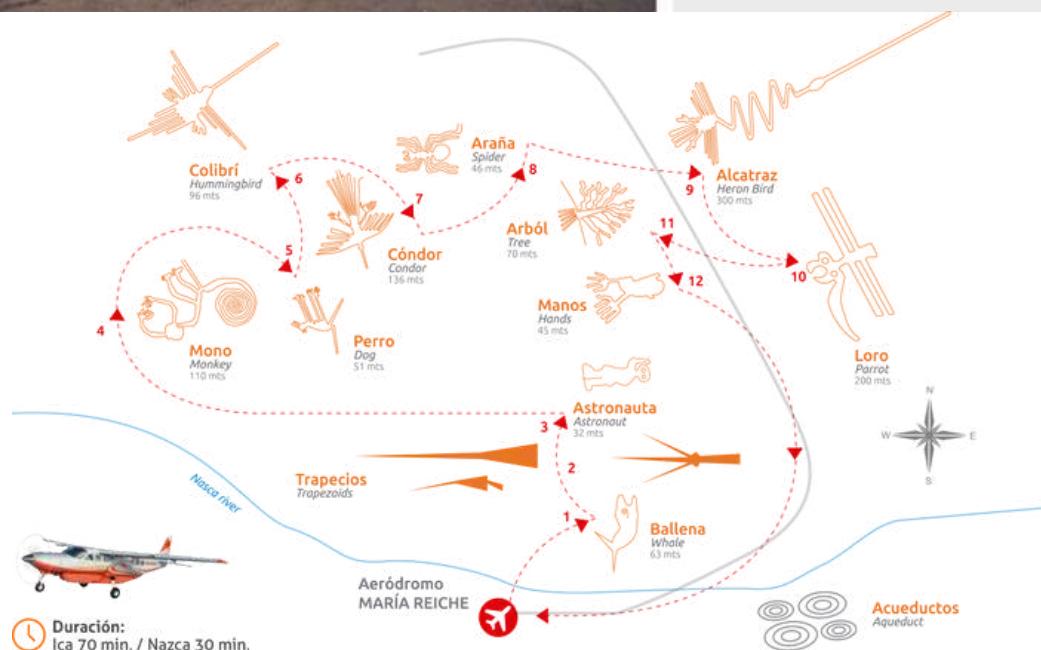 Colibrí
Hummingbird
96 mts
6
Araña
Spider
46 mts
7
8
Alcatraz
Heron Bird
300 mts
9
5
Cóndor
Condor
136 mts
Arból
Tree
70 mts
11
10
12
4
Mono
Monkey
110 mts
Perro
Dog
51 mts
Manos
Hands
45 mts
Loro
Parrot
200 mts
Astronauta
Astronaut
32 mts
3
N
W
E
S
2
Trapecios
Trapezoids
Nasca river
1
Ballena
Whale
63 mts
Aeródromo
MARÍA REICHE
Acueductos
Aqueduct
Duración:
Ica 70 min. / Nazca 30 min.